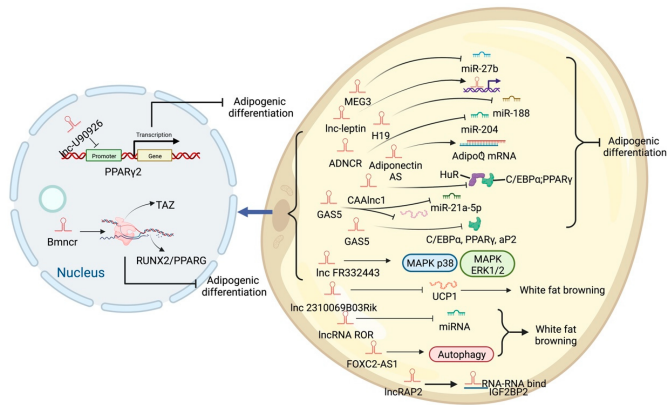 Adipogenic
differentiation
lnc-U90926
Transcription
Promoter
Gene
PPARγ2
TAZ
Bmncr
RUNX2/PPARG
Nucleus
Adipogenic
differentiation
miR-27b
MEG3
lnc-leptin
miR-188
H19
miR-204
ADNCR
Adiponectin
AS
AdipoQ mRNA
HuR
C/EBPα;PPARγ
CAAlnc1
miR-21a-5p
GAS5
GAS5
C/EBPα, PPARγ, aP2
Adipogenic
differentiation
lnc FR332443
MAPK p38
MAPK
ERK1/2
lnc 2310069B03Rik
UCP1
White fat browning
lncRNA ROR
miRNA
White fat
browning
FOXC2-AS1
Autophagy
lncRAP2
RNA-RNA bind
IGF2BP2